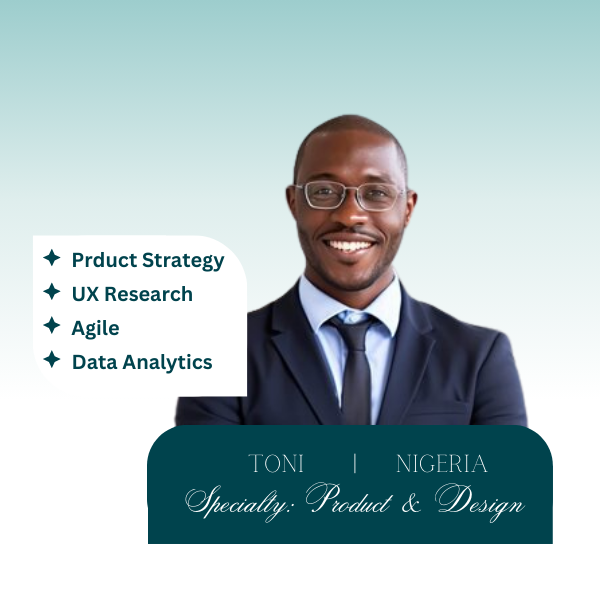 Prduct Strategy
UX Research
Agile
Data Analytics
TONI | NIGERIA
Specialty: Product & Design